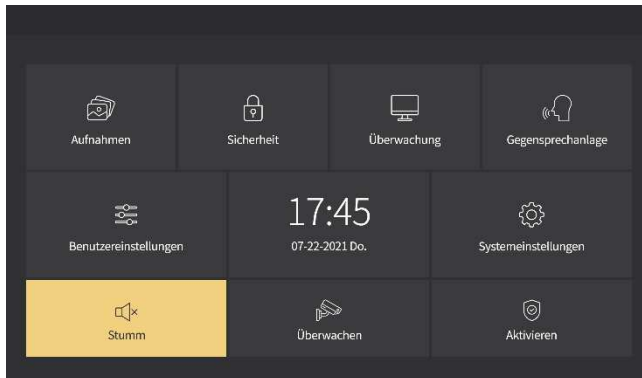 Aufnahmen
Sicherheit
Überwachung
Gegensprechanlage
Benutzereinstellungen
17:45
07-22-2021 Do.
Systemeinstellungen
Stumm
Überwachen
Aktivieren